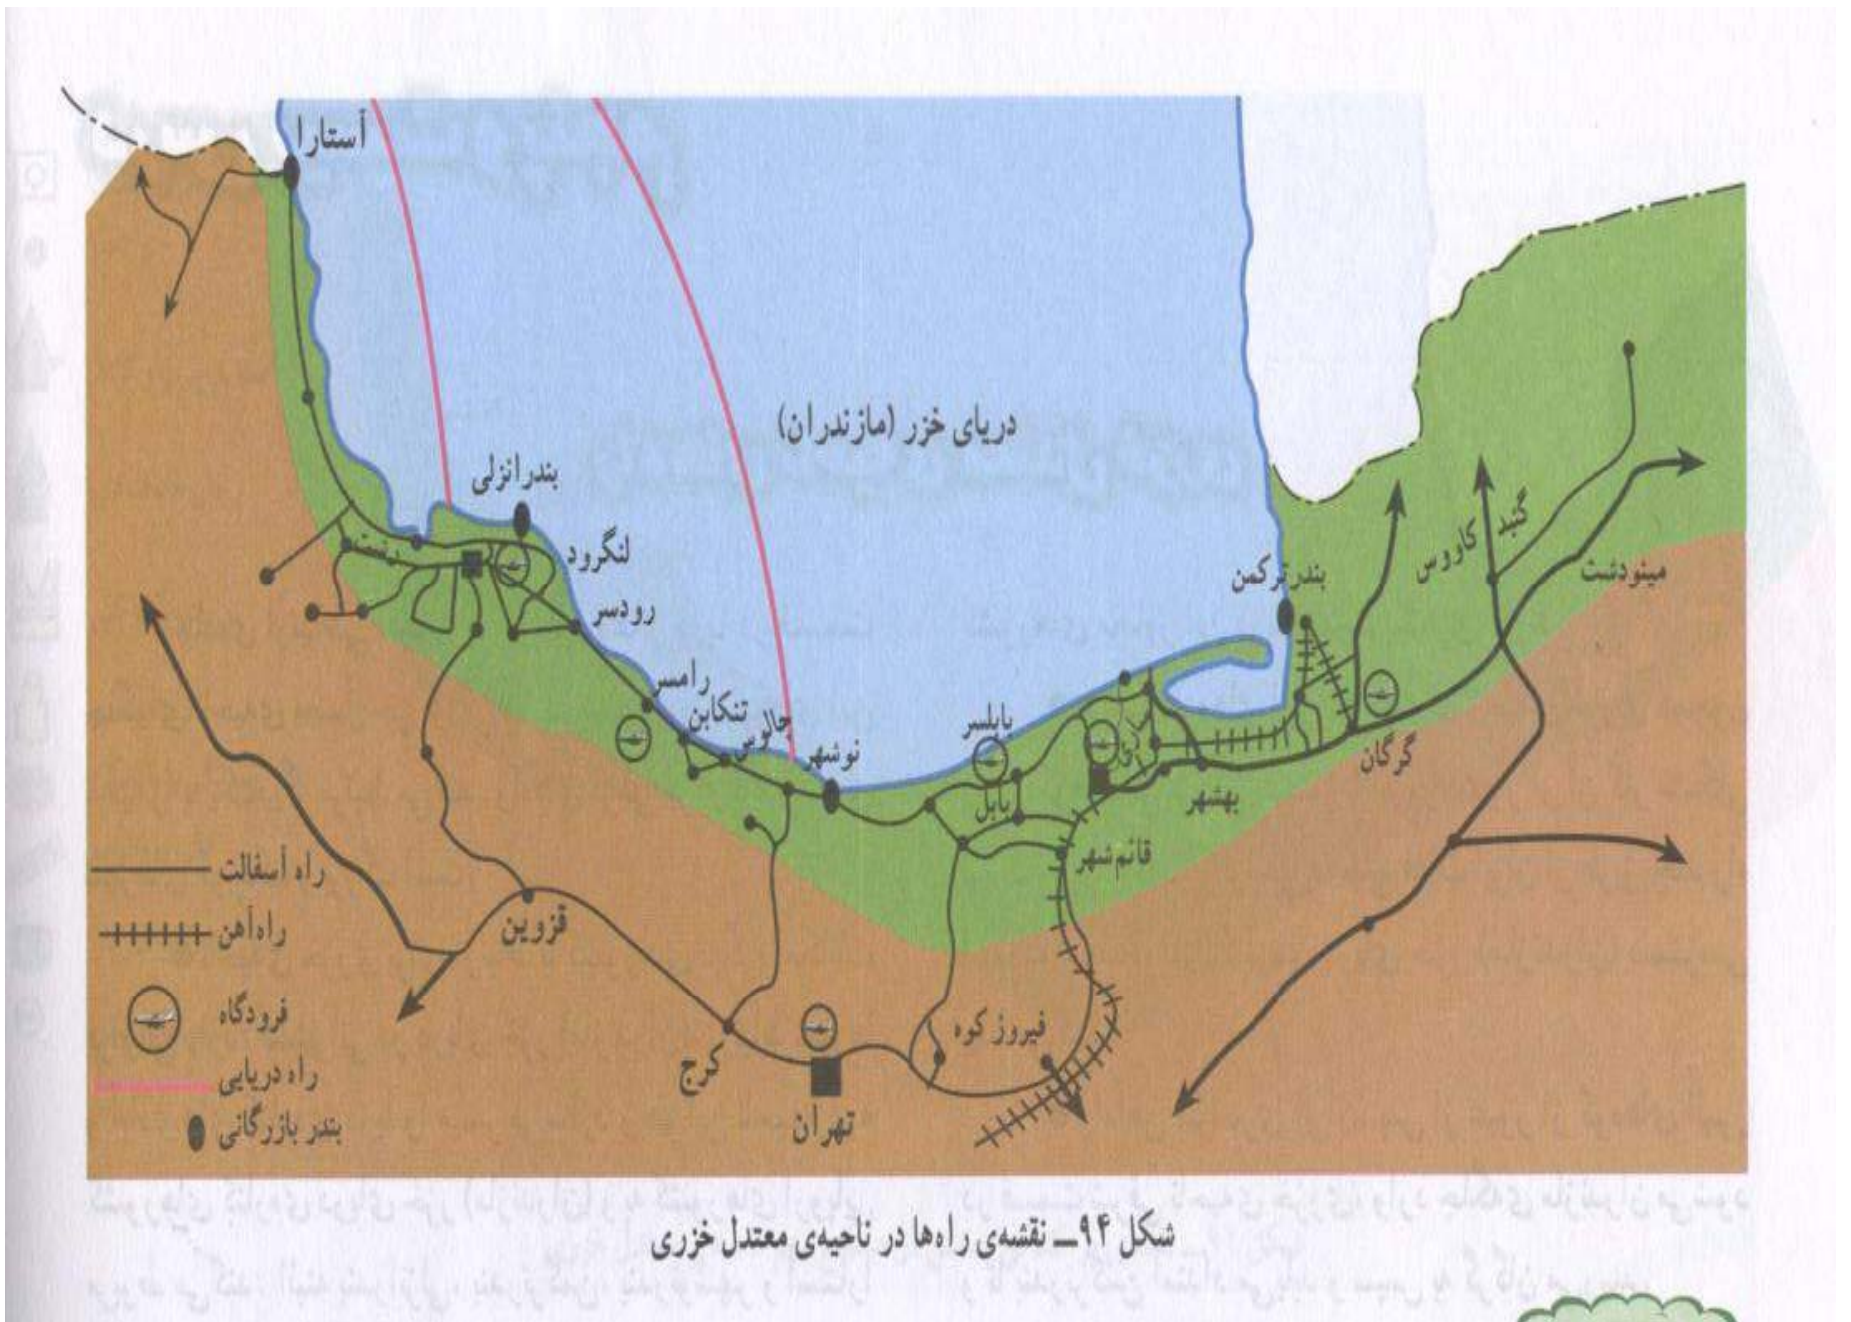 آستارا
دریای خزر (مازندران)
بندرانزلی
لنگرود
رشت
رودسر
رامسر
تنکابن
چالوس
نوشهر
بابلسر
بابل
ساری
قائم‌شهر
بهشهر
بندرترکمن
گرگان
گنبد کاووس
مینودشت
قزوین
کرج
تهران
فیروز کوه
راه آسفالت
راه‌آهن
فرودگاه
راه دریایی
بندر بازرگانی
شکل ۹۴ــ نقشه‌ی راه‌ها در ناحیه‌ی معتدل خزری